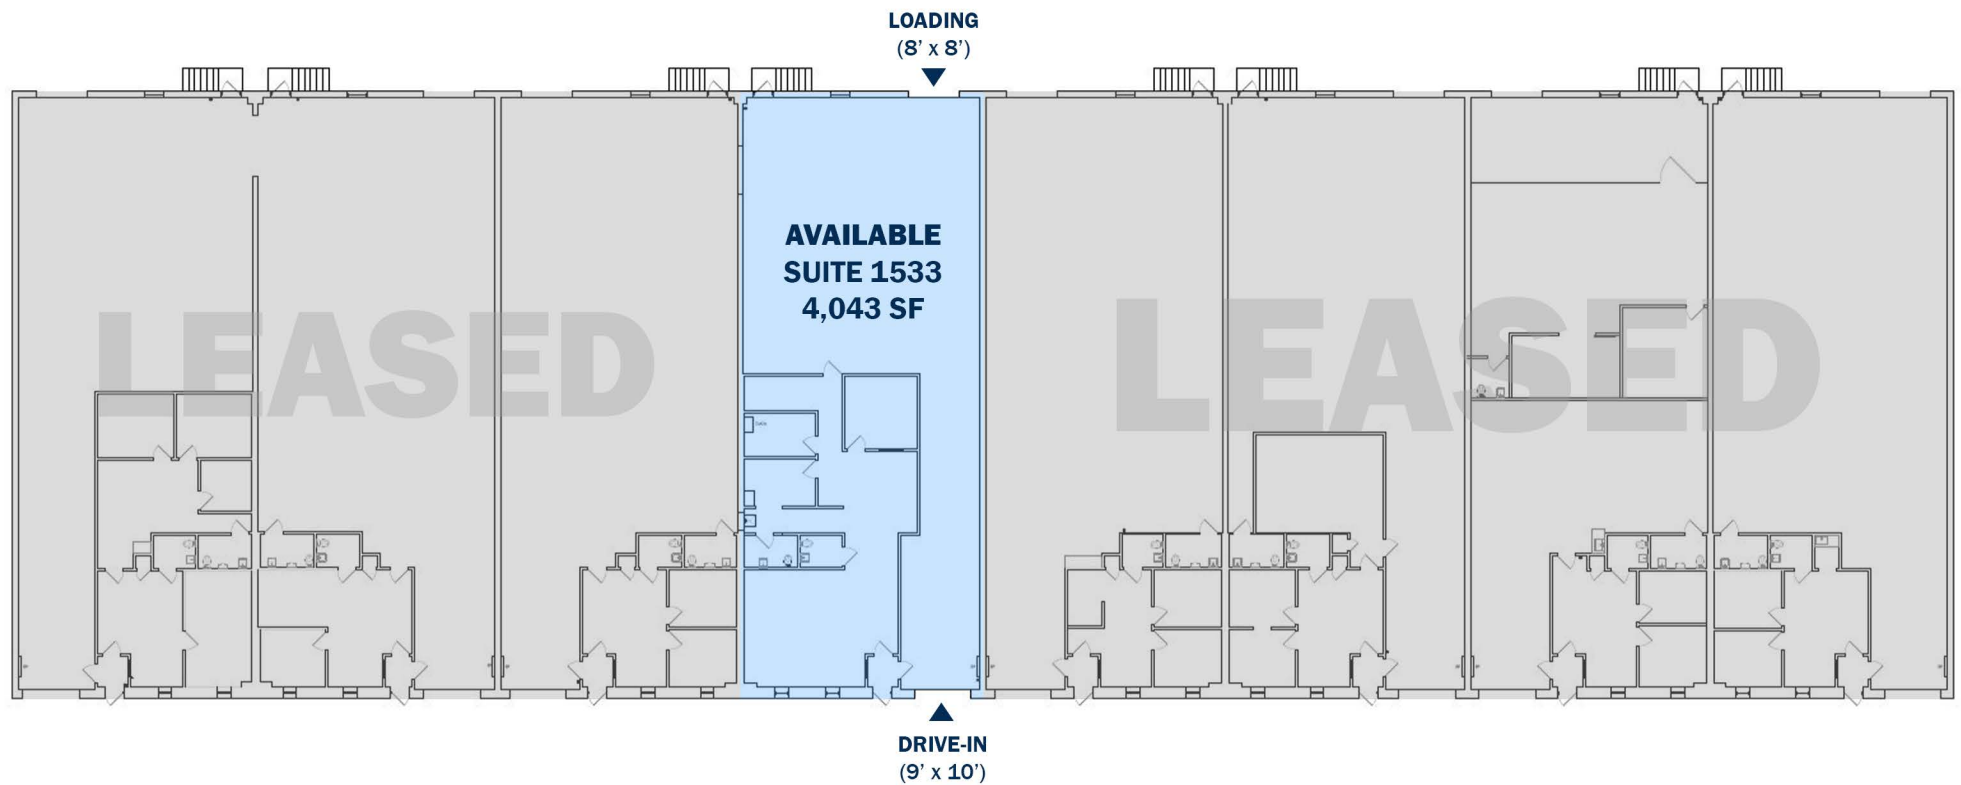 LOADING
(8' x 8')
AVAILABLE
SUITE 1533
4,043 SF
LEASED
LEASED
DRIVE-IN
(9' x 10')